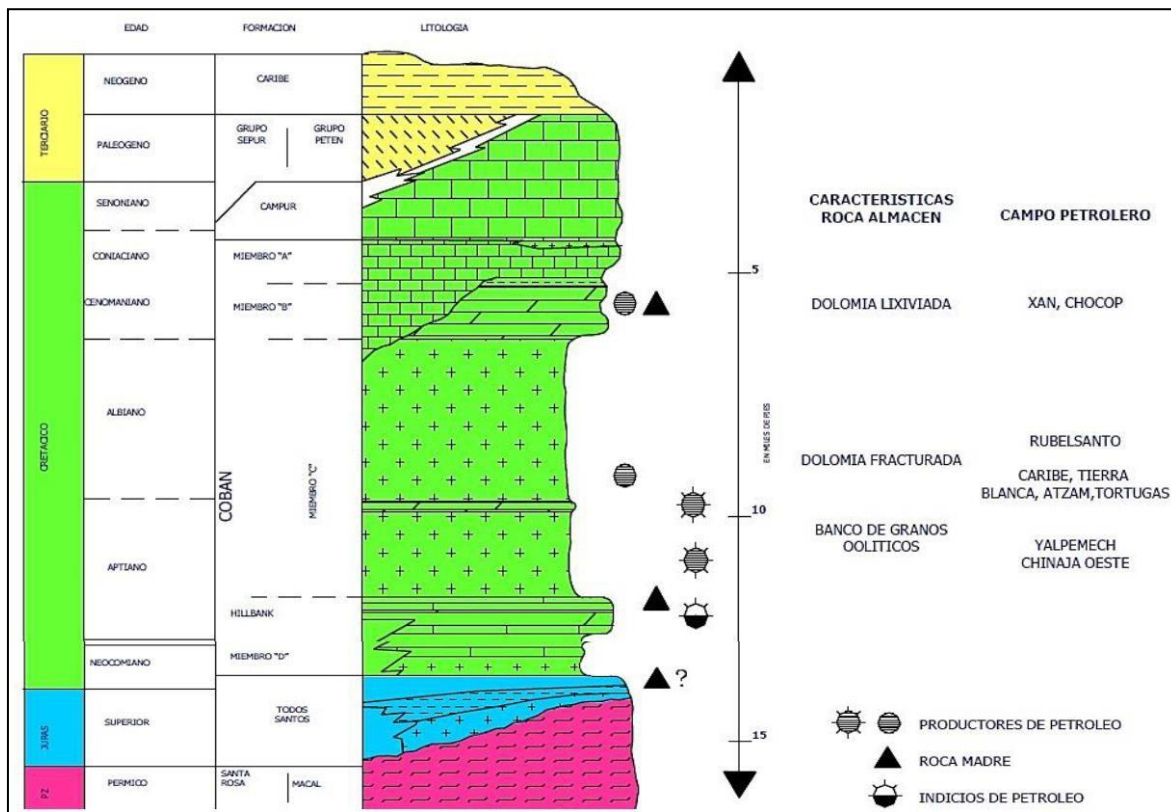 EDAD FORMACION LITOLOGIA
TERCIARIO
NEOGENO CARIBE
PALEOGENO GRUPO SEPUR GRUPO PETEN
CRETACICO
SENONIANO CAMPUR
CARACTERISTICAS
ROCA ALMACEN
CAMPO PETROLERO
CONIACIANO MIEMBRO "A"
5
CENOMANIANO MIEMBRO "B" DOLOMIA LIXIVIADA XAN, CHOCOP
ALBIANO
COBAN
MIEMBRO "C"
EN MILES DE PIES
DOLOMIA FRACTURADA
RUBELSANTO
CARIBE, TIERRA
BLANCA, ATZAM,TORTUGAS
10
APTIANO
BANCO DE GRANOS
OOLITICOS
YALPEMECH
CHINAJA OESTE
HILLBANK
NEOCOMIANO MIEMBRO "D"
?
JURAS
SUPERIOR
TODOS
SANTOS
PRODUCTORES DE PETROLEO
15
ROCA MADRE
PZ
PERMICO
SANTA
ROSA
MACAL
INDICIOS DE PETROLEO